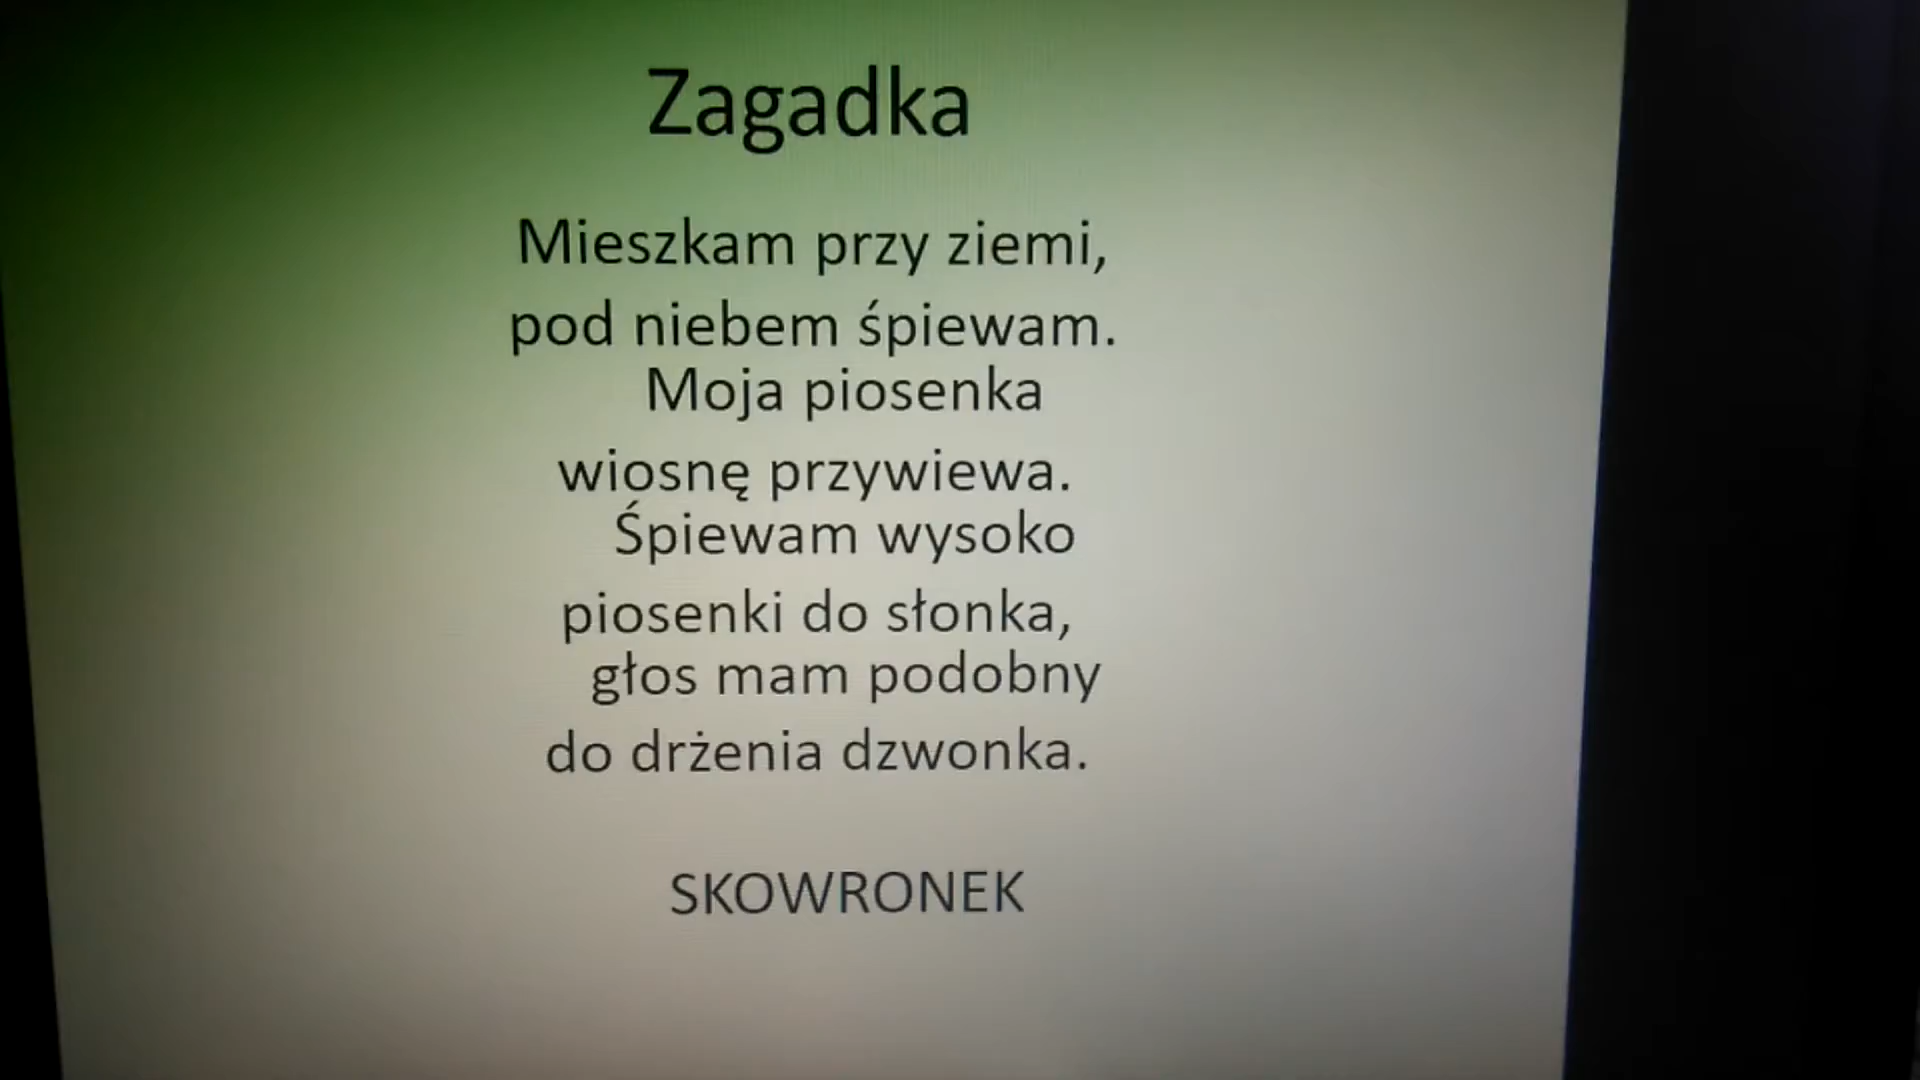 Zagadka
Mieszkam przy ziemi,
pod niebem śpiewam.
Moja piosenka
wiosnę przywiewa.
Śpiewam wysoko
piosenki do słonka,
głos mam podobny
do drżenia dzwonka.
SKOWRONEK